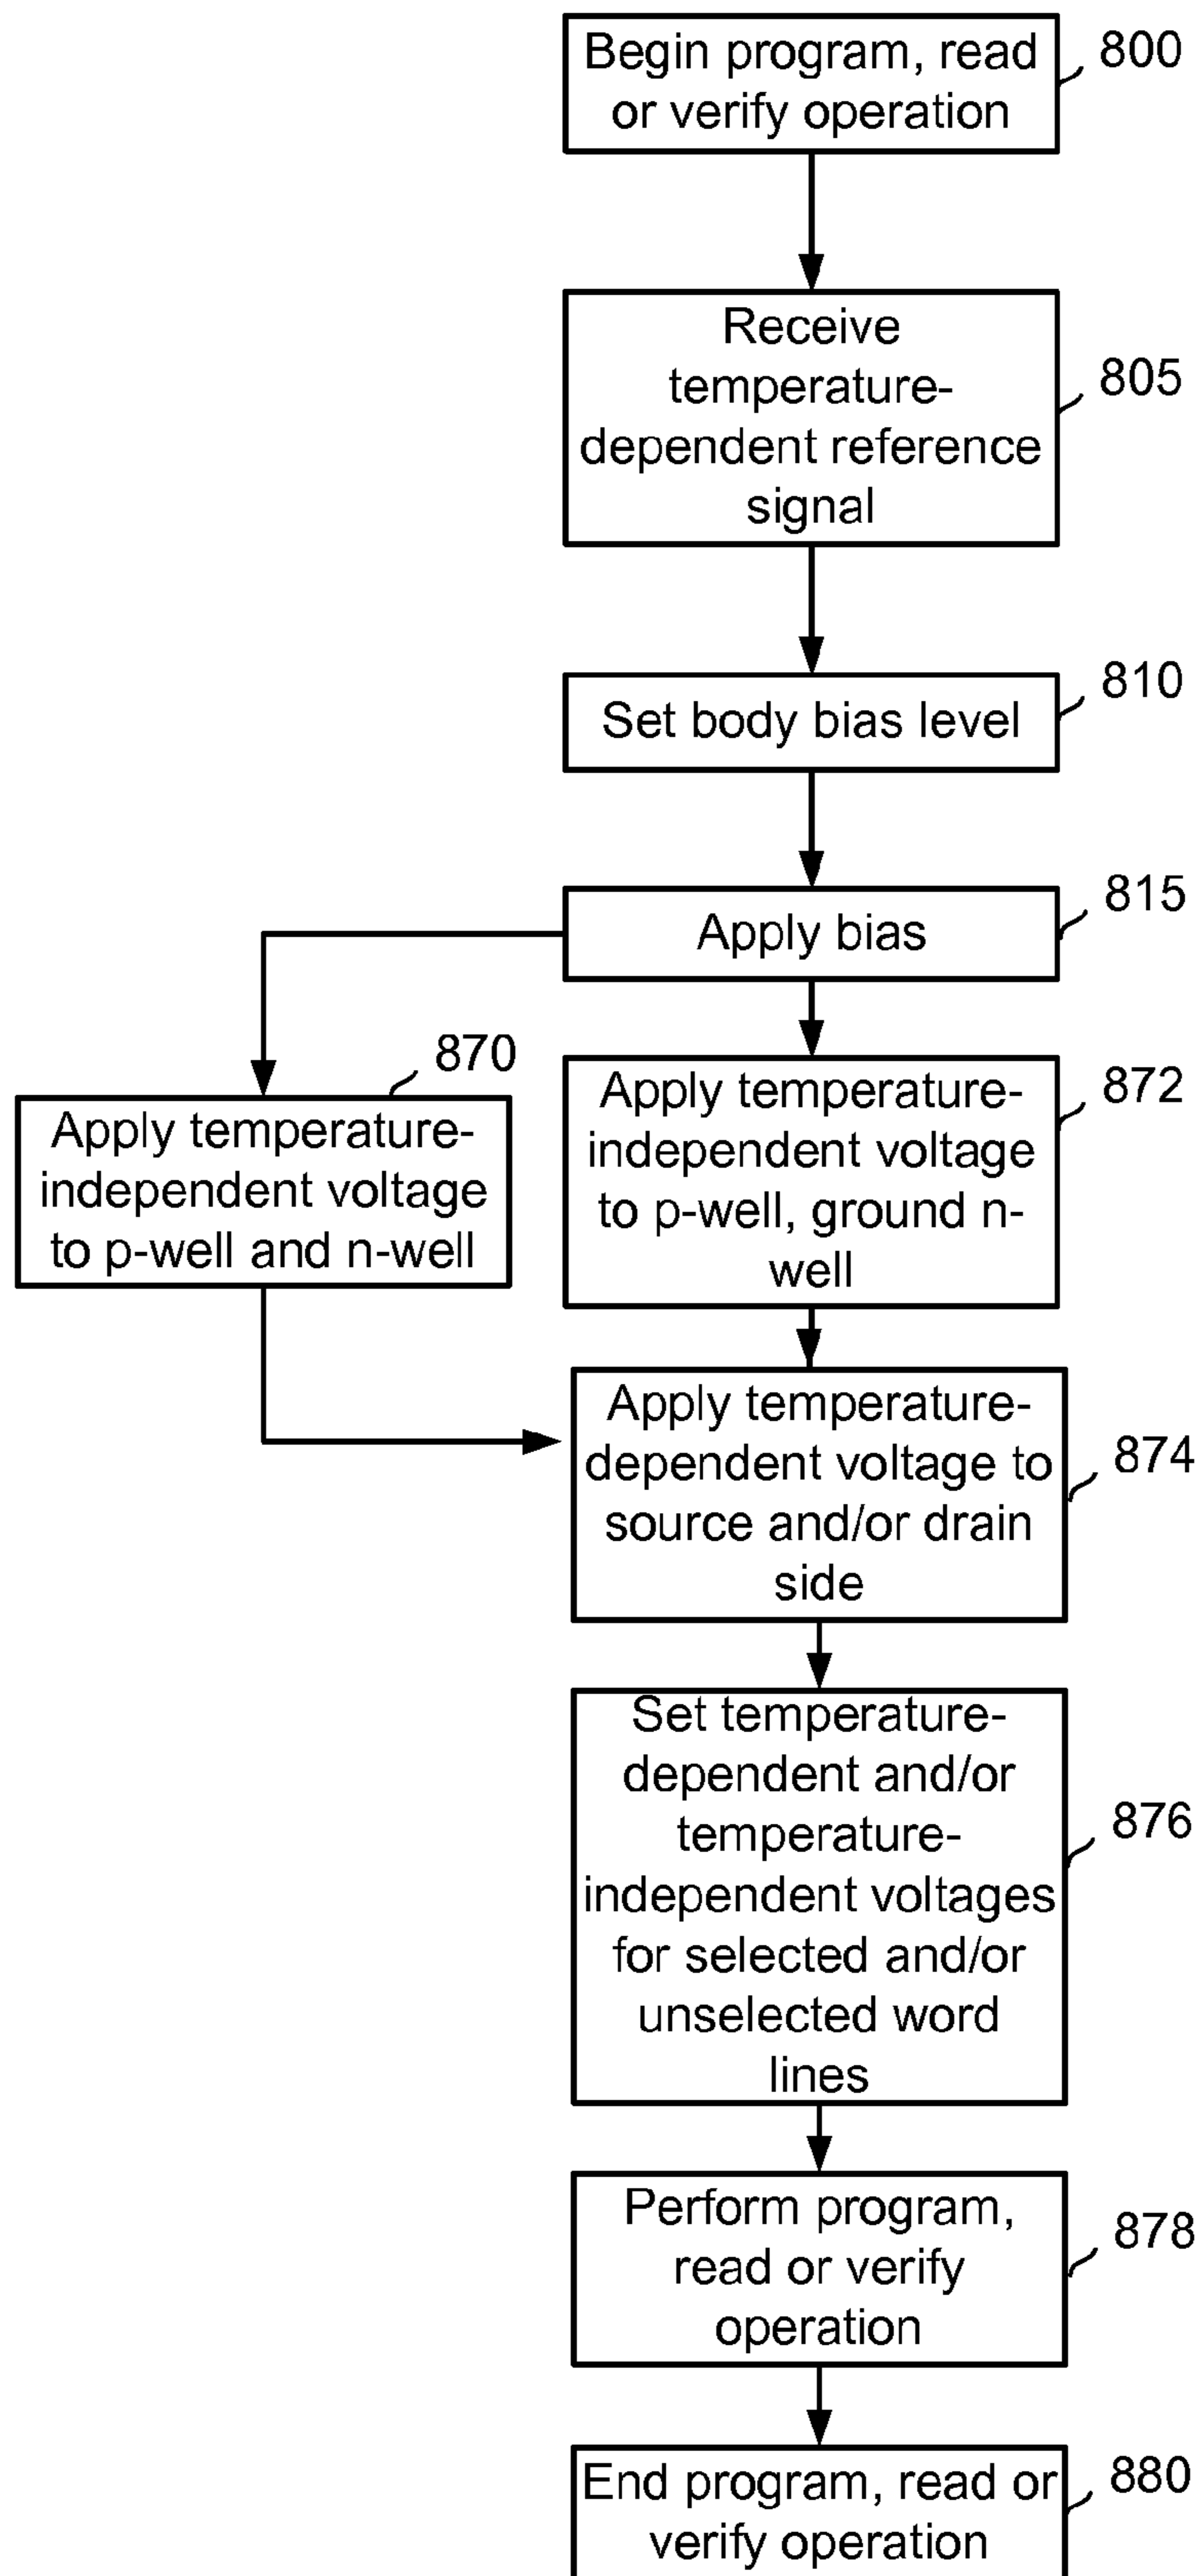 Begin program, read
or verify operation
800
Receive
temperature-
dependent reference
signal
805
Set body bias level
810
Apply bias
815
870
Apply temperature-
independent voltage
to p-well and n-well
Apply temperature-
independent voltage
to p-well, ground n-
well
872
Apply temperature-
dependent voltage to
source and/or drain
side
874
Set temperature-
dependent and/or
temperature-
independent voltages
for selected and/or
unselected word
lines
876
Perform program,
read or verify
operation
878
End program, read or
verify operation
880